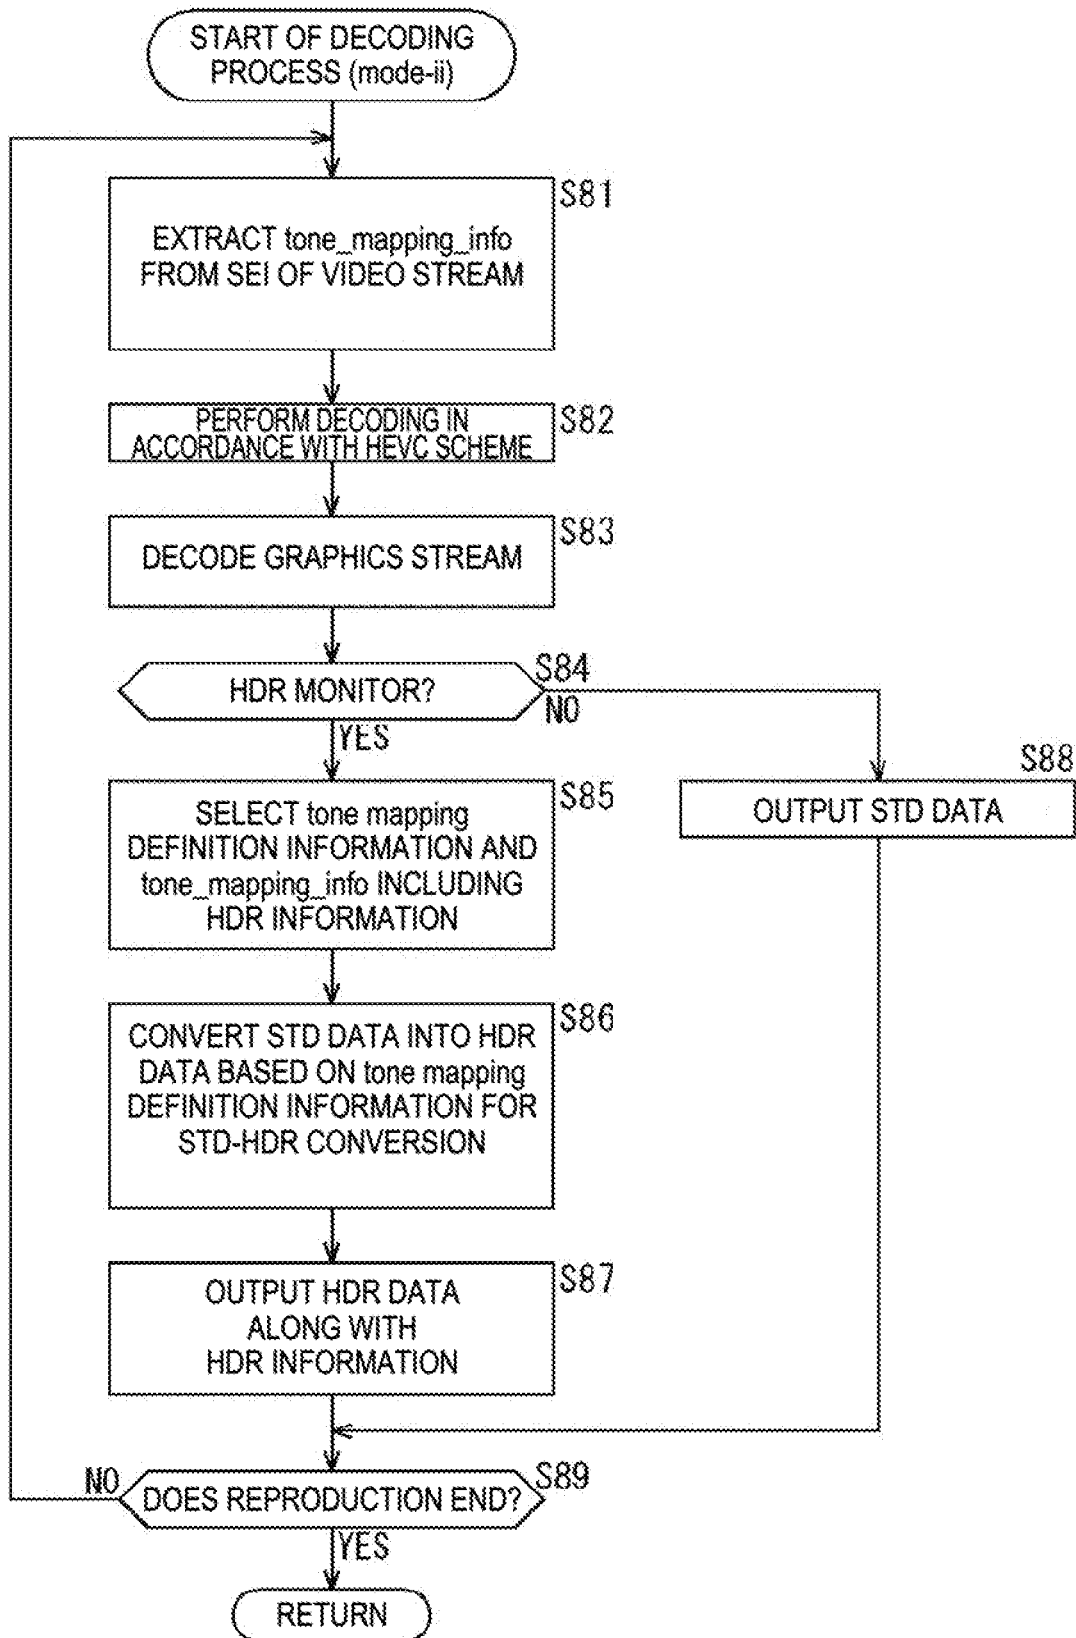 START OF DECODING
PROCESS (mode-ii)
S81
EXTRACT tone_mapping_info
FROM SEI OF VIDEO STREAM
S82
PERFORM DECODING IN
ACCORDANCE WITH HEVC SCHEME
S83
DECODE GRAPHICS STREAM
S84
HDR MONITOR?
NO
YES
S85
SELECT tone mapping
DEFINITION INFORMATION AND
tone_mapping_info INCLUDING
HDR INFORMATION
S88
OUTPUT STD DATA
S86
CONVERT STD DATA INTO HDR
DATA BASED ON tone mapping
DEFINITION INFORMATION FOR
STD-HDR CONVERSION
S87
OUTPUT HDR DATA
ALONG WITH
HDR INFORMATION
NO
S89
DOES REPRODUCTION END?
YES
RETURN